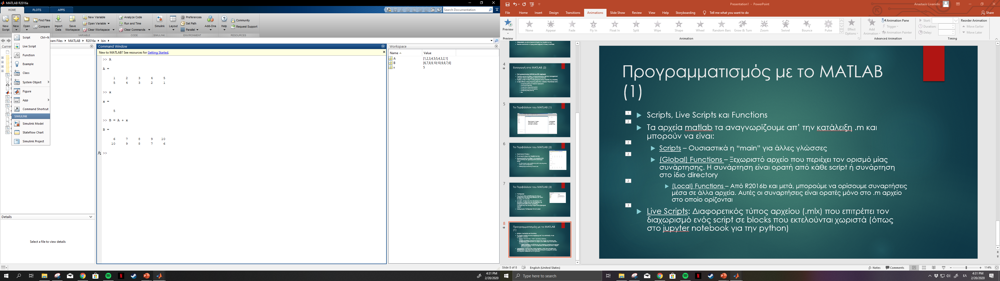 MATLAB R2016a
HOME
PLOTS
APPS
Search Documentation
New Script
New
Open
Find Files
Compare
Import Data
Save Workspace
New Variable
Open Variable
Clear Workspace
Analyze Code
Run and Time
Clear Commands
Simulink
Layout
Preferences
Set Path
Parallel
Add-Ons
Help
Community
Request Support
VARIABLE
CODE
SIMULINK
ENVIRONMENT
RESOURCES
ram Files
MATLAB
R2016a
bin
Script Ctrl+N
Live Script
Function
Example
Class
System Object
Figure
App
Command Shortcut
SIMULINK
Simulink Model
Stateflow Chart
Simulink Project
Details
Select a file to view details
Command Window
New to MATLAB? See resources for Getting Started.
>> A
A =
1 2 3 4 5
5 4 3 2 1
>> x
x =
5
>> B = A + x
B =
6 7 8 9 10
10 9 8 7 6
fx >>
Workspace
Name Value
A [1,2,3,4,5;5,4,3,2,1]
B [6,7,8,9,10;10,9,8,7,6]
x 5
4:31 PM
2/20/2020
Presentation1 - PowerPoint
Anastasis Livanidis
File Home Insert Design Transitions Animations Slide Show Review View Help Storyboarding Tell me what you want to do
Share
Preview
None Appear Fade Fly In Float In Split Wipe Shape Wheel Random Bars Grow & Turn Zoom Swivel Bounce Pulse
Effect Options
Add Animation
Animation Pane
Trigger
Animation Painter
Start:
Duration:
Delay:
Reorder Animation
Move Earlier
Move Later
Preview
Animation
Advanced Animation
Timing
4
Εισαγωγή στο MATLAB (2)
5
Το Περιβάλλον του MATLAB (1)
6
Το Περιβάλλον του MATLAB (2)
7
Το Περιβάλλον του MATLAB (3)
8
Προγραμματισμός με το MATLAB
(1)
Προγραμματισμός με το MATLAB
(1)
1
Scripts, Live Scripts και Functions
2
Τα αρχεία matlab τα αναγνωρίζουμε απ' την κατάλειξη .m και
μπορούν να είναι:
2
Scripts – Ουσιαστικά η "main" για άλλες γλώσσες
2
(Global) Functions – Ξεχωριστό αρχείο που περιέχει τον ορισμό μίας
συνάρτησης. Η συνάρτηση είναι ορατή από κάθε script ή συνάρτηση
στο ίδιο directory
2
(Local) Functions – Από R2016b και μετά, μπορούμε να ορίσουμε συναρτήσεις
μέσα σε άλλα αρχεία. Αυτές οι συναρτήσεις είναι ορατές μόνο στο .m αρχείο
στο οποίο ορίζονται
3
Live Scripts: Διαφορετικός τύπος αρχείου (.mlx) που επιτρέπει τον
διαχωρισμό ενός script σε blocks που εκτελούνται χωριστά (όπως
στο jupyter notebook για την python)
Slide 8 of 8
English (United States)
Notes
Comments
114%
Type here to search
ΕΛ
4:31 PM
2/20/2020